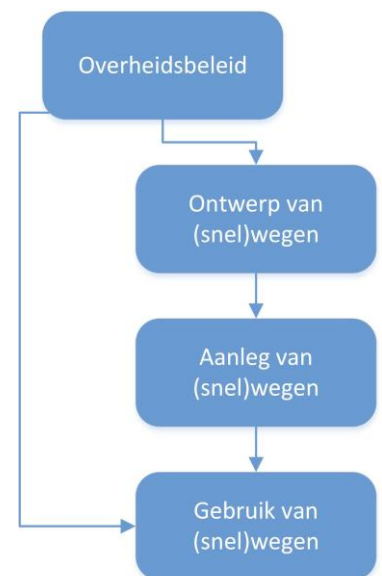 Overheidsbeleid
Ontwerp van
(snel)wegen
Aanleg van
(snel)wegen
Gebruik van
(snel)wegen